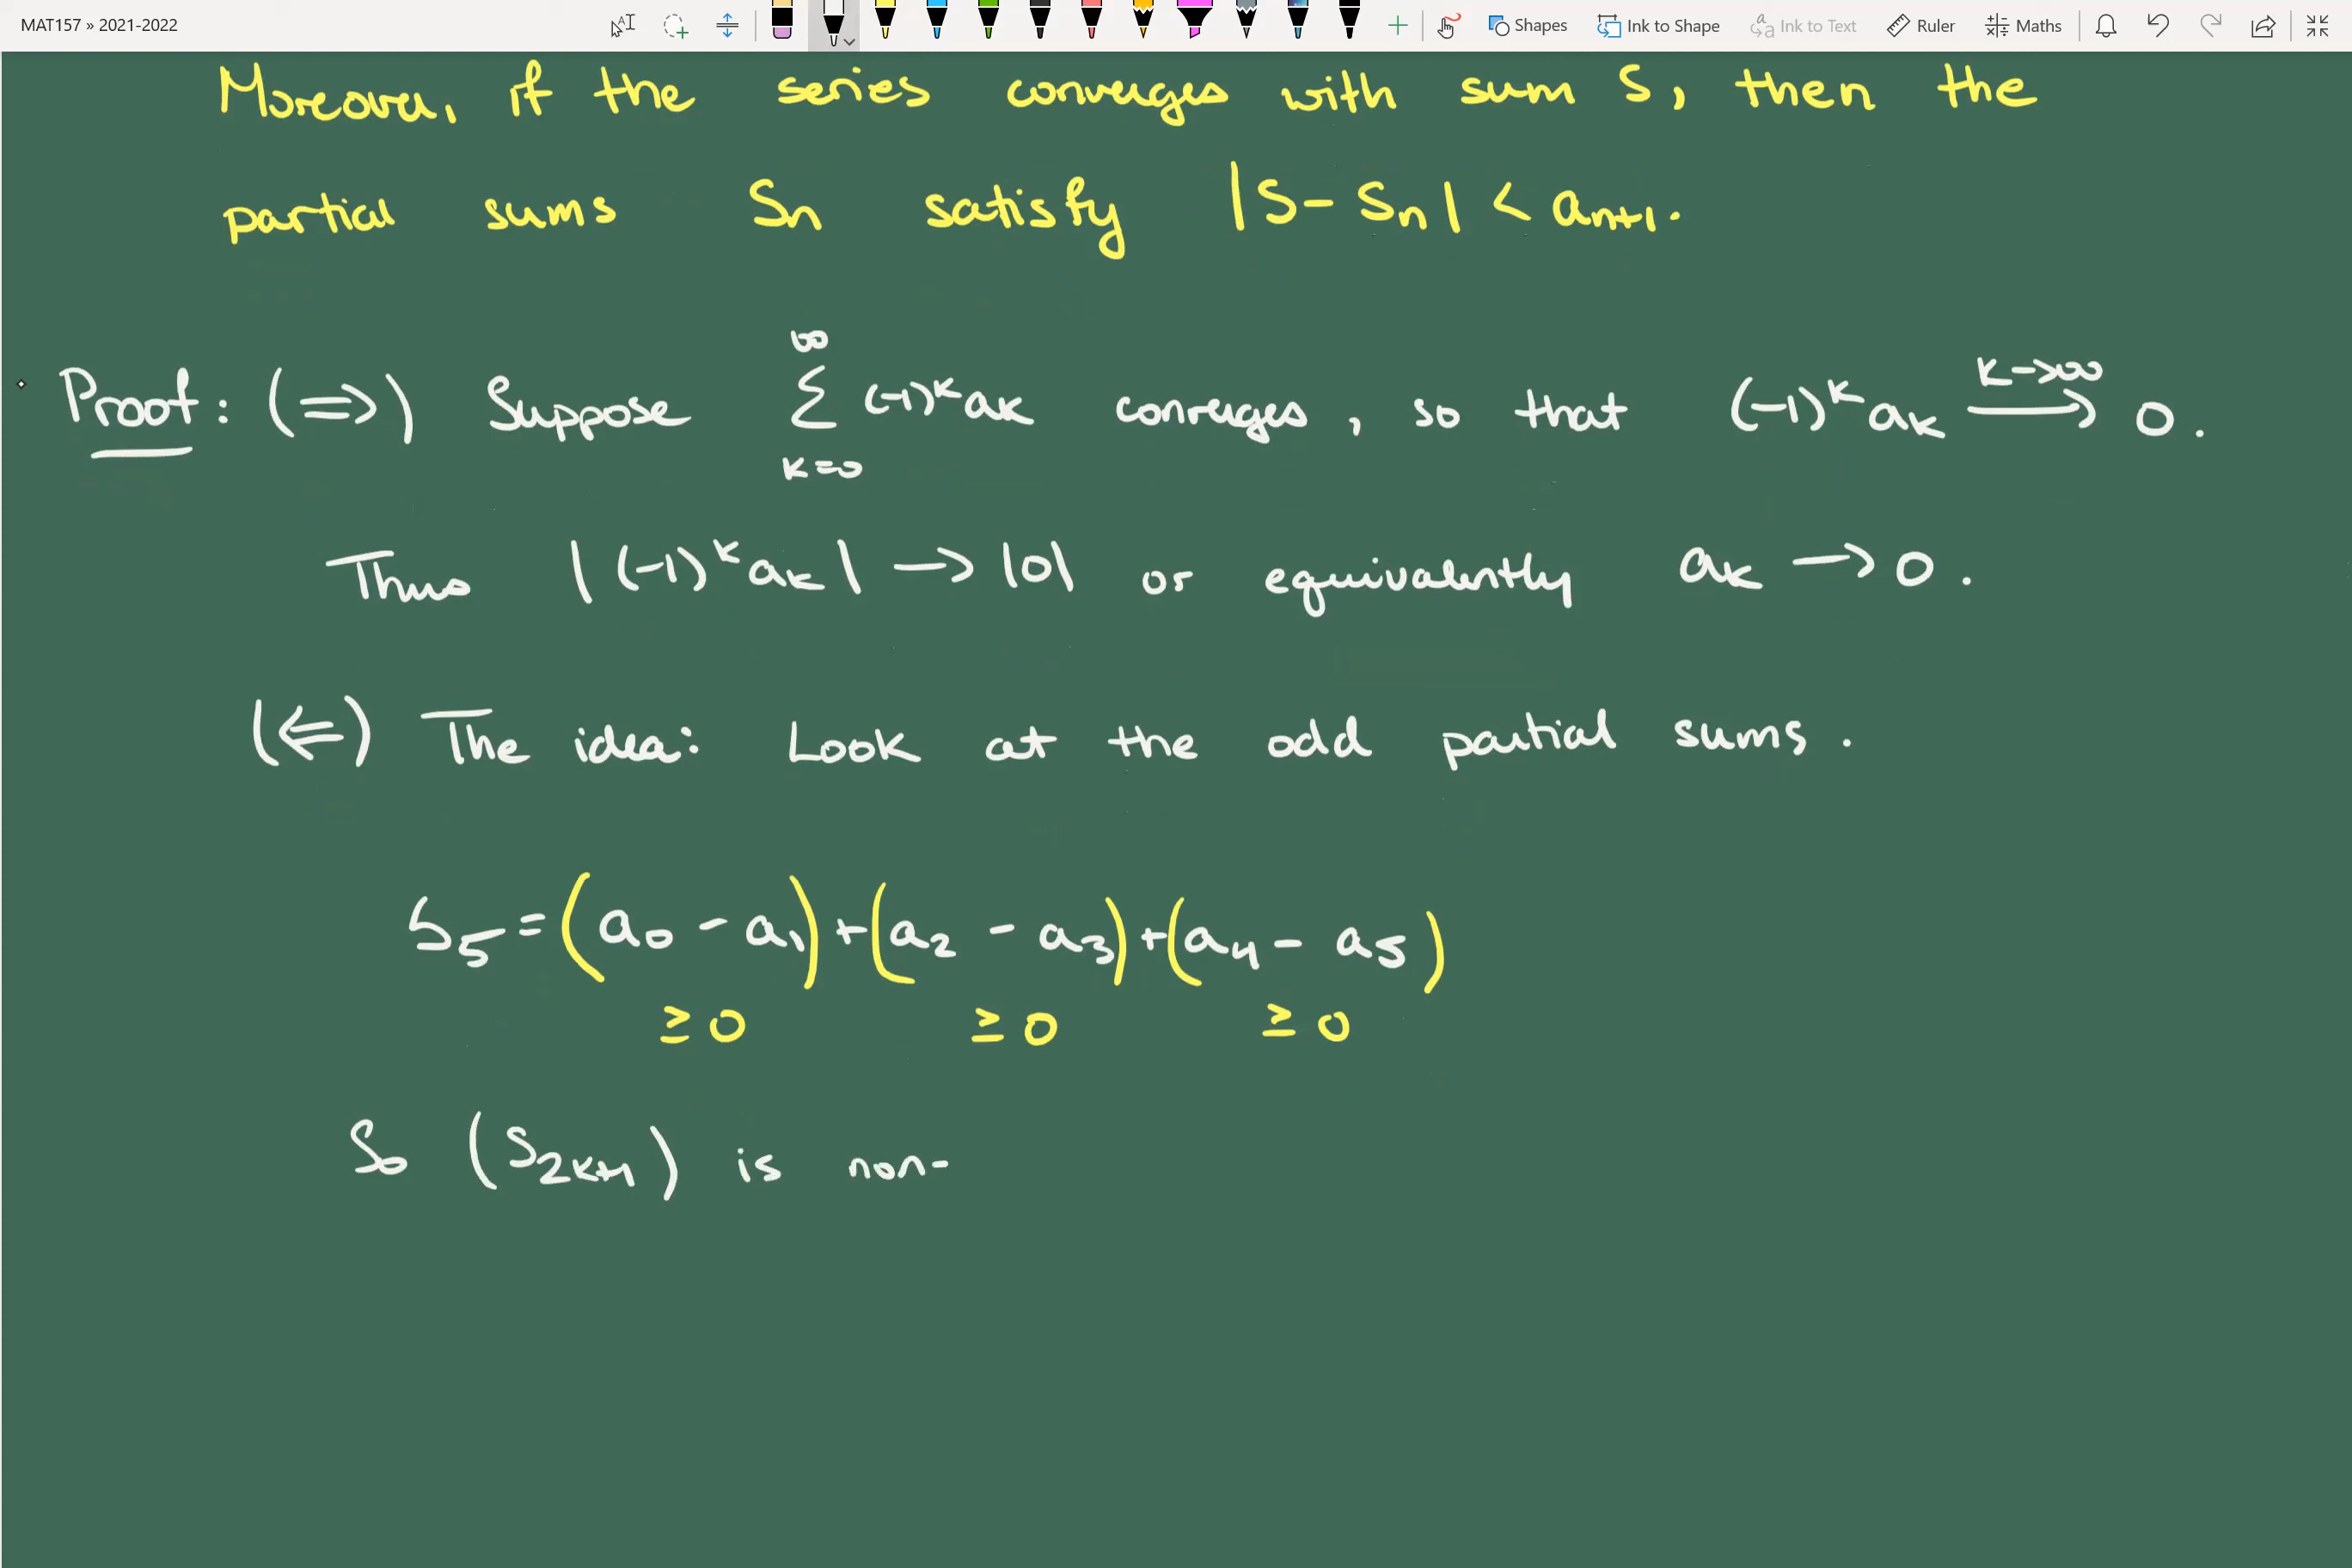 MAT157 » 2021-2022 Shapes Ink to Shape Ink to Text Ruler Maths
Moreover, if the series converges with sum S, then the
partial sums Sn satisfy |S - Sn| < an+1.
Proof: (=>) Suppose ∞ Σ k=0 (-1)^k ak converges, so that (-1)^k ak —k->∞—> 0.
Thus |(-1)^k ak| -> |0| or equivalently ak -> 0.
(<=) The idea: Look at the odd partial sums.
S5 = (a0 - a1) + (a2 - a3) + (a4 - a5)
≥ 0 ≥ 0 ≥ 0
So (S2k+1) is non-